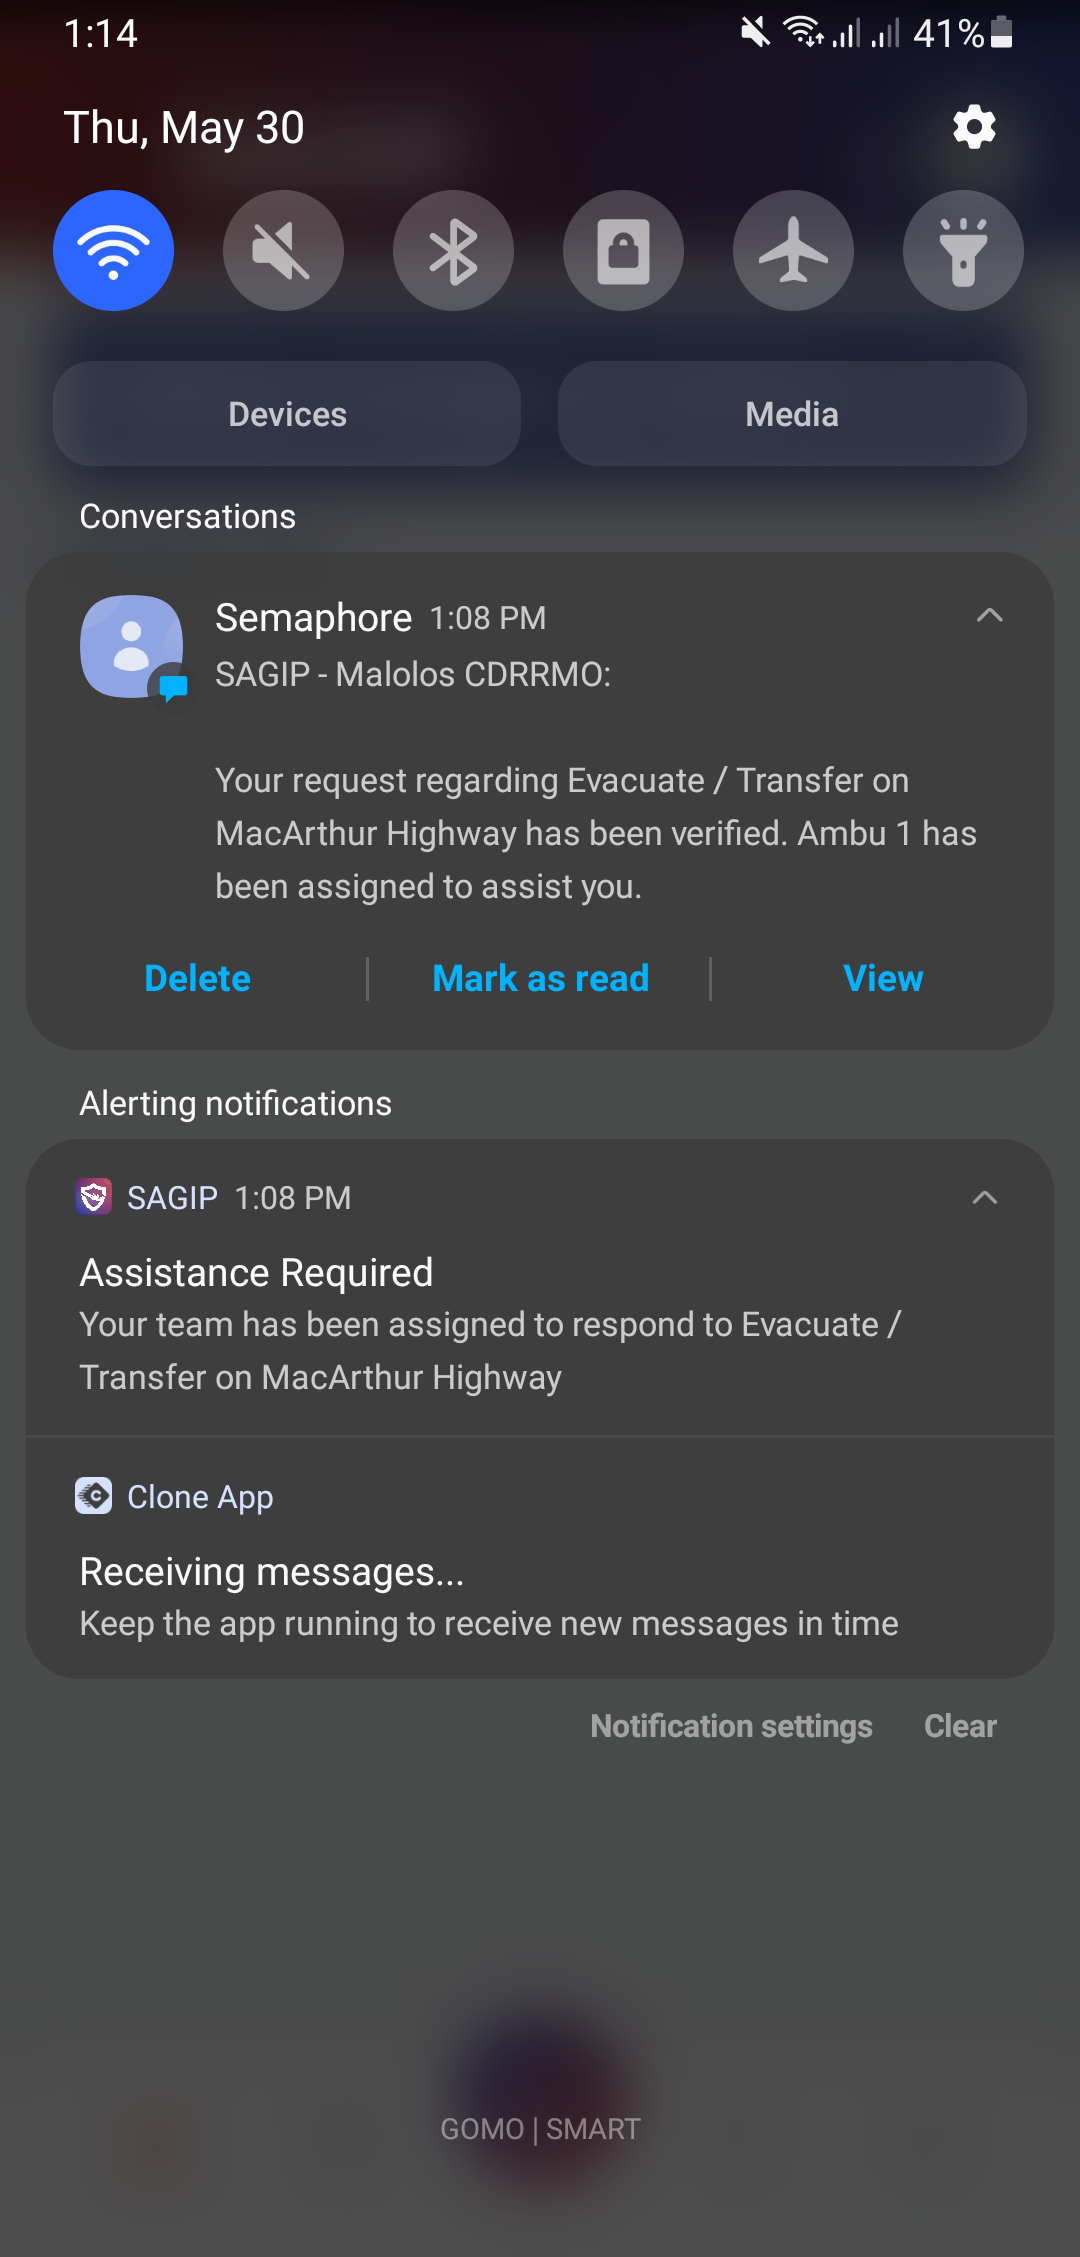 1:14
41%
Thu, May 30
Devices
Media
Conversations
Semaphore 1:08 PM
SAGIP - Malolos CDRRMO:
Your request regarding Evacuate / Transfer on
MacArthur Highway has been verified. Ambu 1 has
been assigned to assist you.
Delete
Mark as read
View
Alerting notifications
SAGIP 1:08 PM
Assistance Required
Your team has been assigned to respond to Evacuate /
Transfer on MacArthur Highway
Clone App
Receiving messages...
Keep the app running to receive new messages in time
Notification settings
Clear
GOMO | SMART